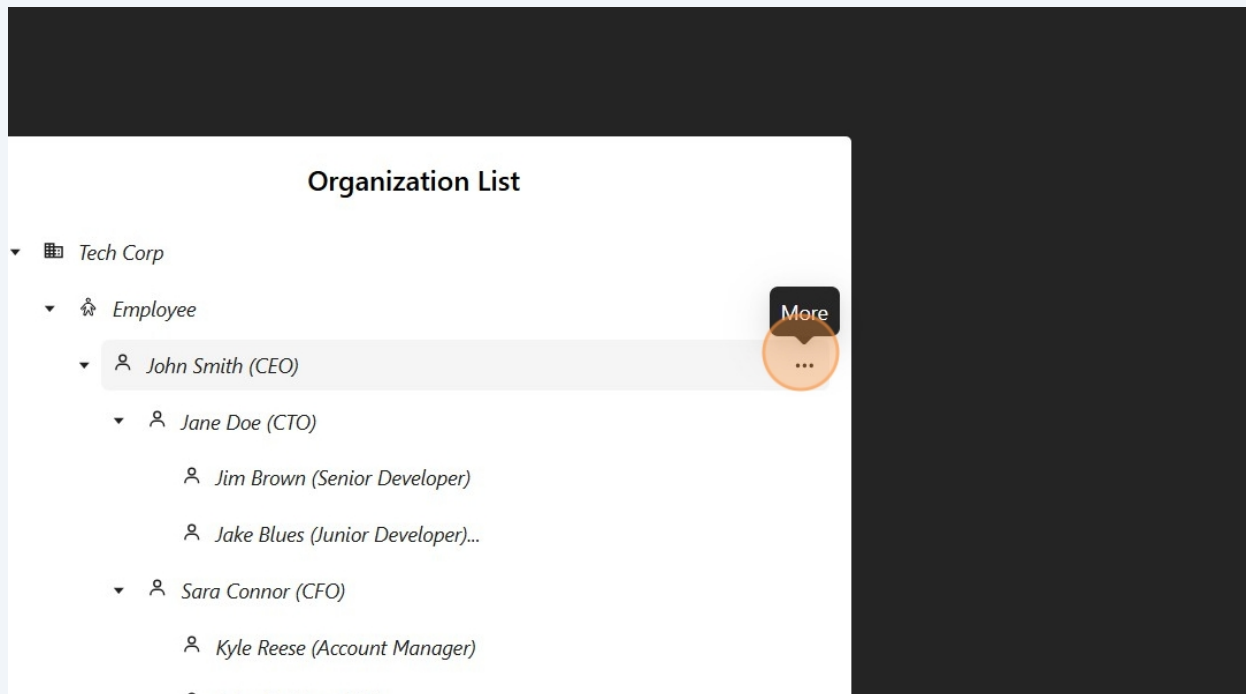 Organization List
Tech Corp
Employee
More
John Smith (CEO)
...
Jane Doe (CTO)
Jim Brown (Senior Developer)
Jake Blues (Junior Developer)...
Sara Connor (CFO)
Kyle Reese (Account Manager)